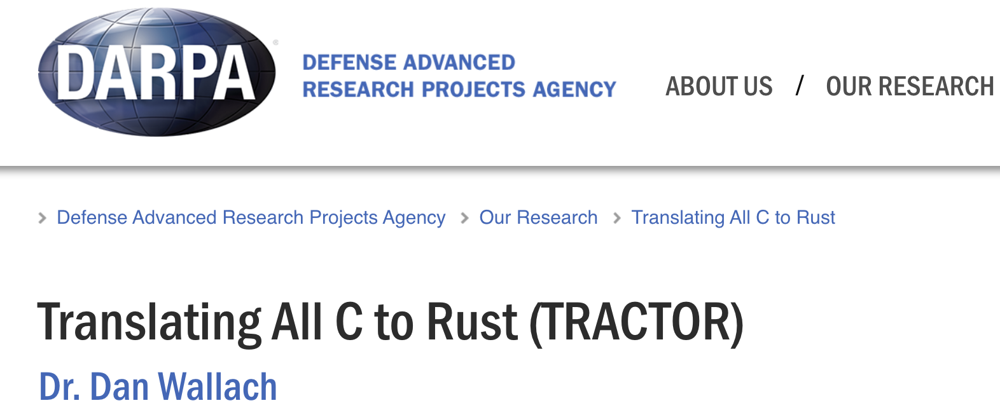 DARPA
DEFENSE ADVANCED
RESEARCH PROJECTS AGENCY
ABOUT US / OUR RESEARCH
Defense Advanced Research Projects Agency > Our Research > Translating All C to Rust
Translating All C to Rust (TRACTOR)
Dr. Dan Wallach